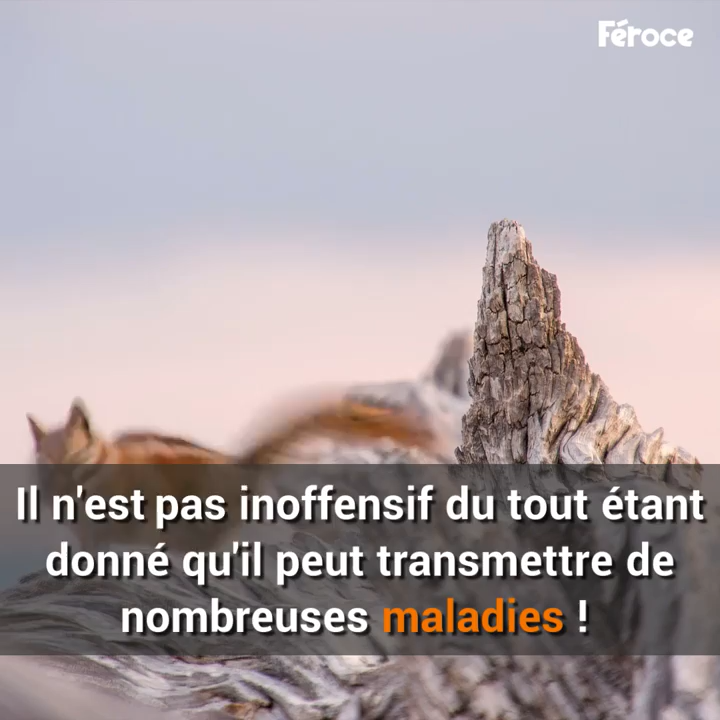 Féroce
Il n'est pas inoffensif du tout étant
donné qu'il peut transmettre de
nombreuses maladies !